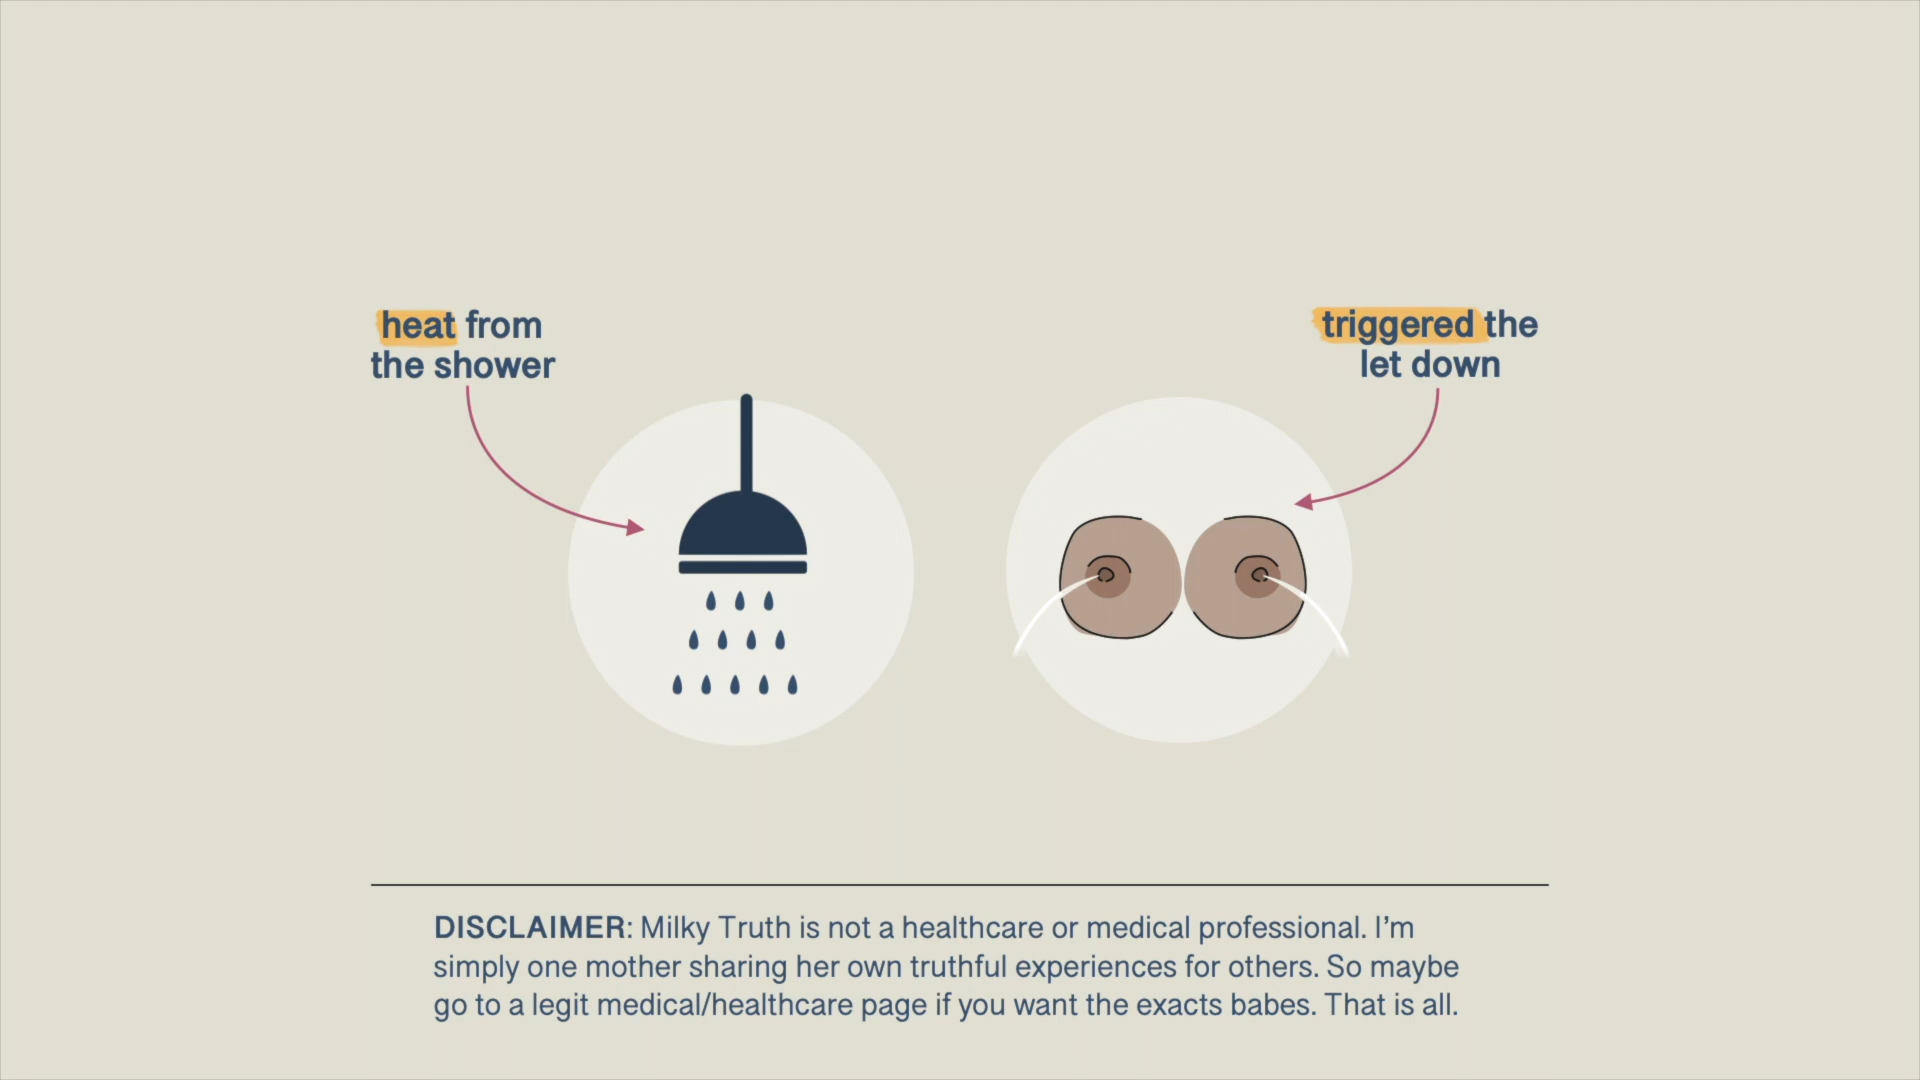 heat from
the shower
triggered the
let down
DISCLAIMER: Milky Truth is not a healthcare or medical professional. I’m
simply one mother sharing her own truthful experiences for others. So maybe
go to a legit medical/healthcare page if you want the exacts babes. That is all.